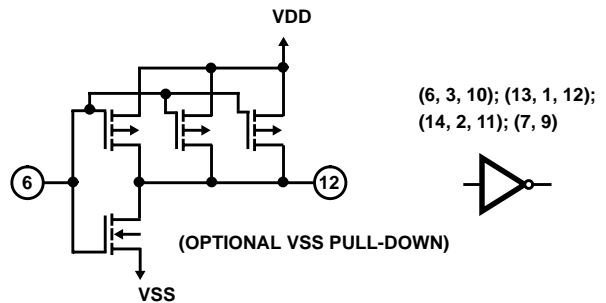 VDD
(6, 3, 10); (13, 1, 12);
(14, 2, 11); (7, 9)
6
12
(OPTIONAL VSS PULL-DOWN)
VSS